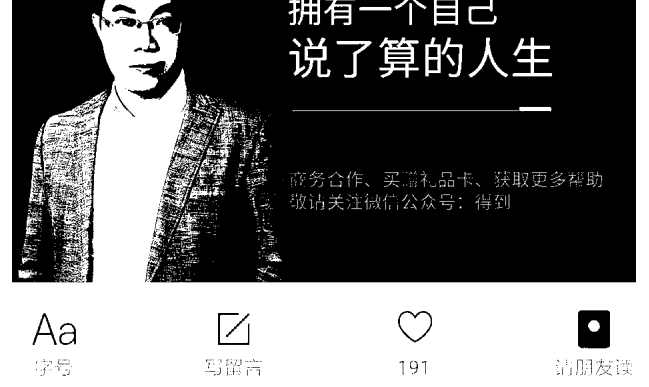 拥有一个自己
说了算的人生
商务合作、买赠礼品卡、获取更多帮助
敬请关注微信公众号：得到
Aa
字号
写留言
191
请朋友读